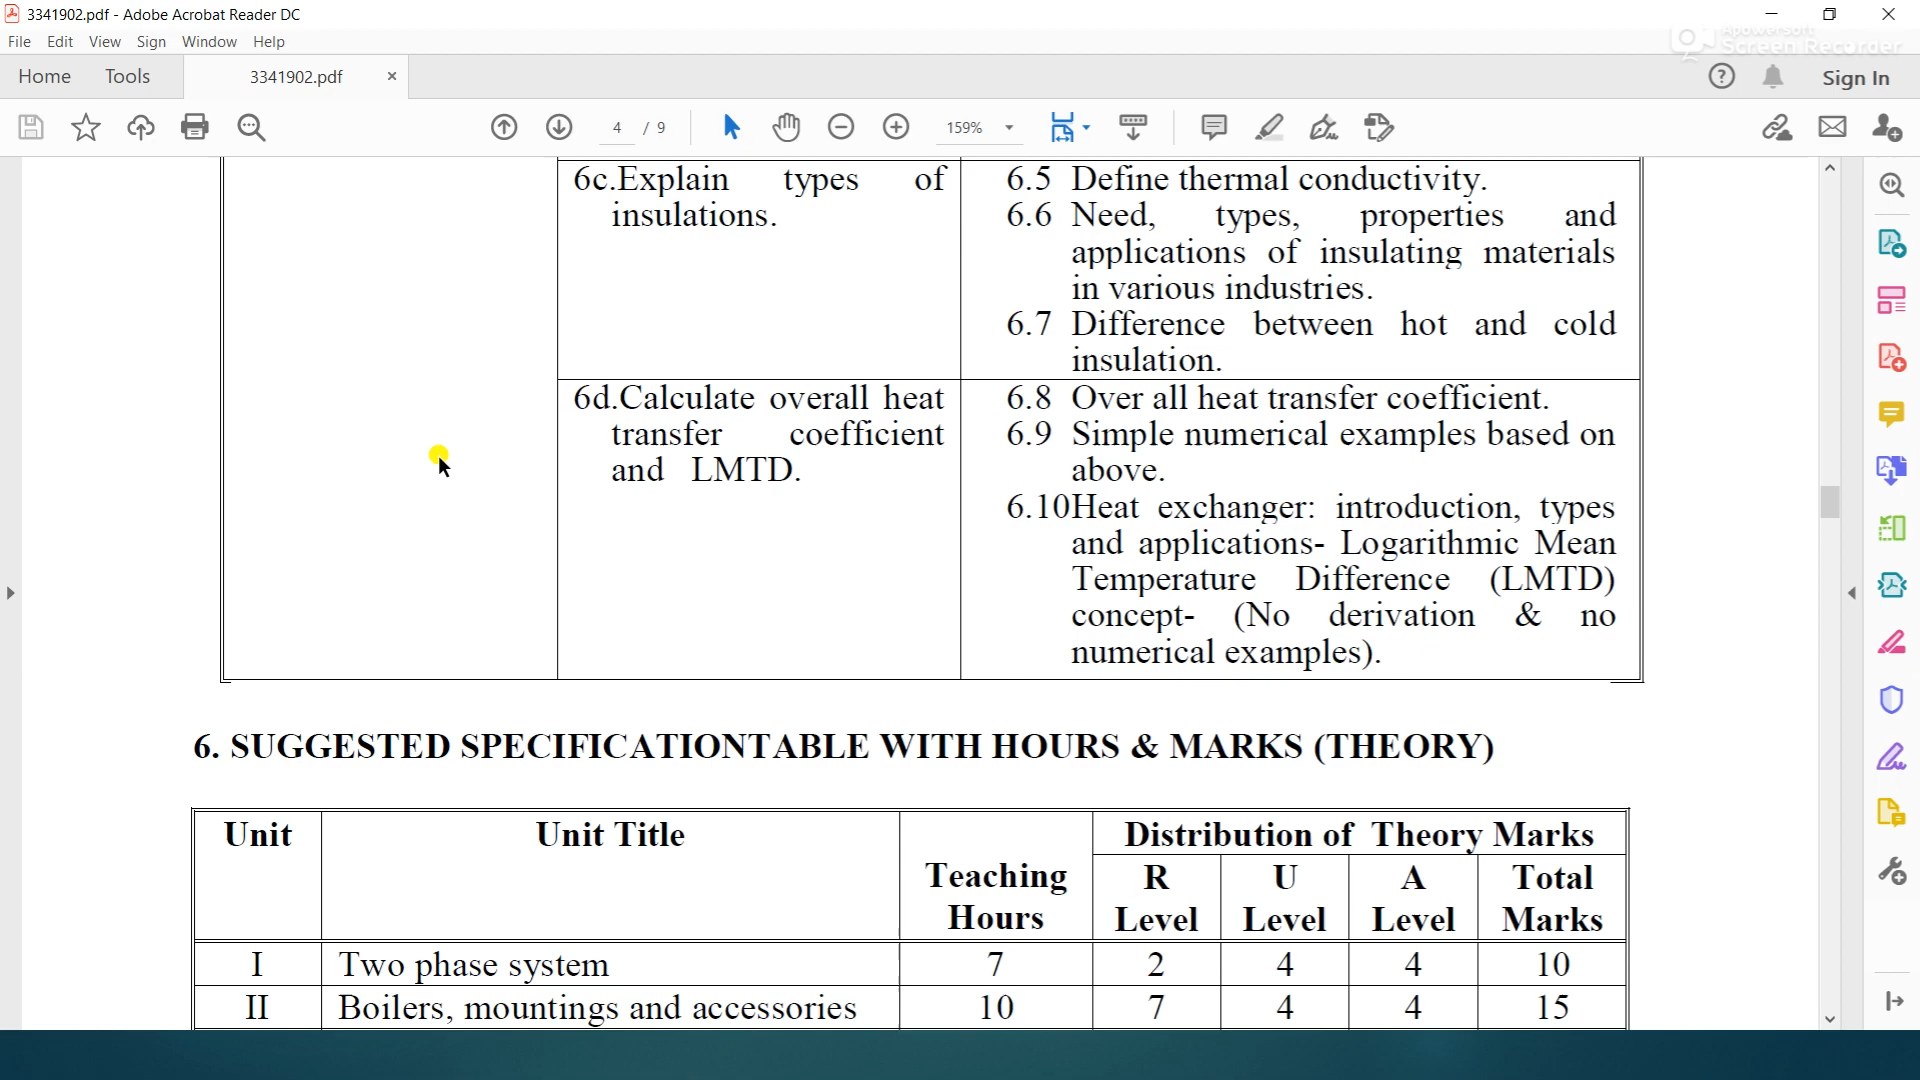 3341902.pdf - Adobe Acrobat Reader DC
File Edit View Sign Window Help
Apowersoft
Screen Recorder
Home Tools 3341902.pdf × Sign In
4 / 9 159%
6c.Explain types of
insulations.
6.5 Define thermal conductivity.
6.6 Need, types, properties and
applications of insulating materials
in various industries.
6.7 Difference between hot and cold
insulation.
6d.Calculate overall heat
transfer coefficient
and LMTD.
6.8 Over all heat transfer coefficient.
6.9 Simple numerical examples based on
above.
6.10Heat exchanger: introduction, types
and applications- Logarithmic Mean
Temperature Difference (LMTD)
concept- (No derivation & no
numerical examples).
6. SUGGESTED SPECIFICATIONTABLE WITH HOURS & MARKS (THEORY)
Unit Unit Title Teaching Hours Distribution of Theory Marks
R Level U Level A Level Total Marks
I Two phase system 7 2 4 4 10
II Boilers, mountings and accessories 10 7 4 4 15